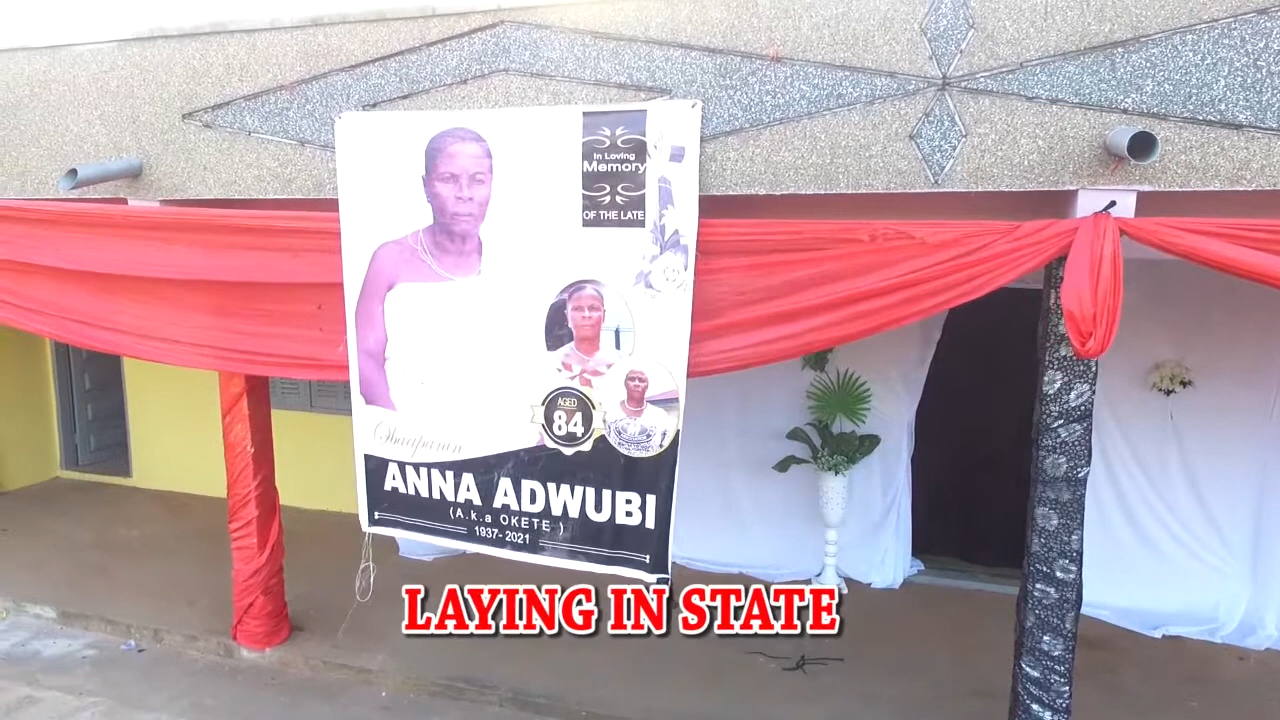 In Loving
Memory
OF THE LATE
AGED
84
Obaapanin
ANNA ADWUBI
(A.k.a OKETE )
1937- 2021
LAYING IN STATE